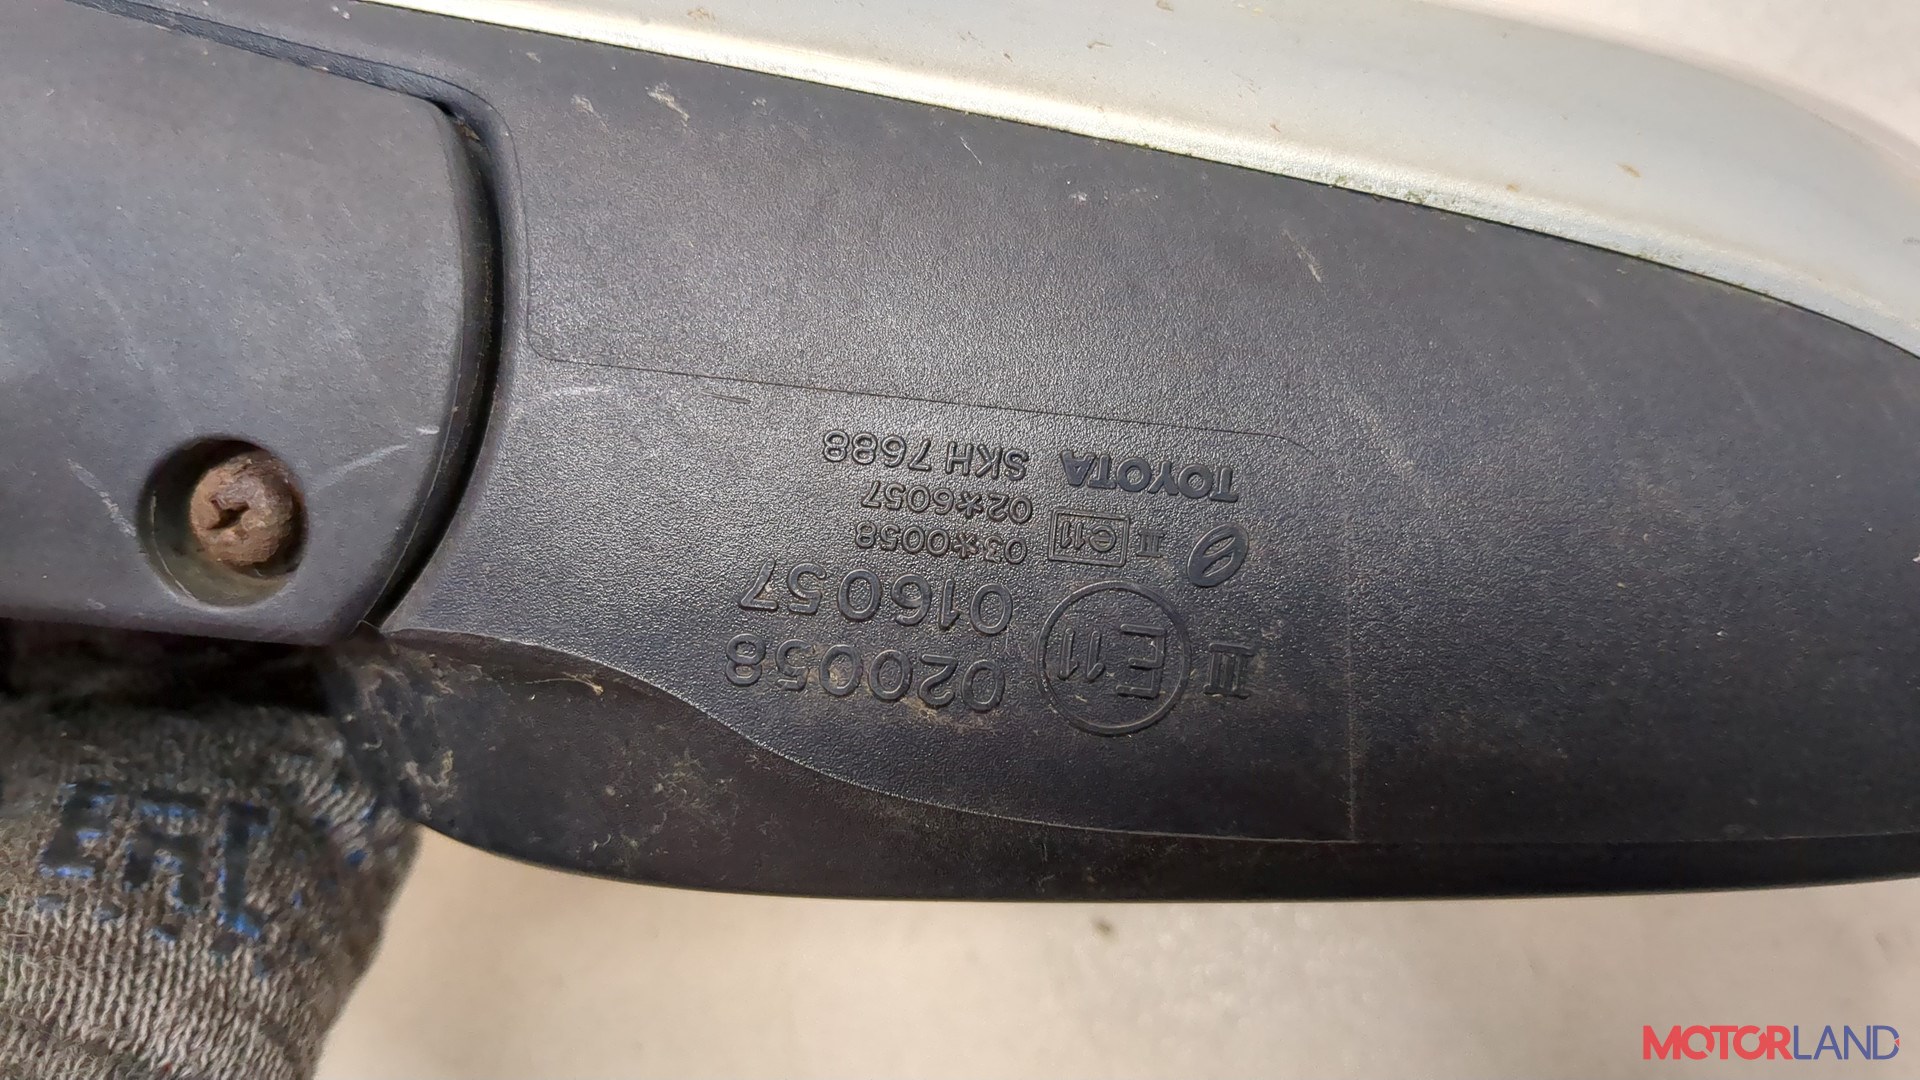 III E11 020058
016057
II e11 03*0058
02*6057
TOYOTA SKH 7688
MOTORLAND